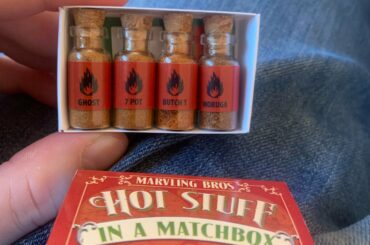 GHOST
7 POT
BUTCH T
MORUGA
MARVLING BROS
HOT STUFF
IN A MATCHBOX